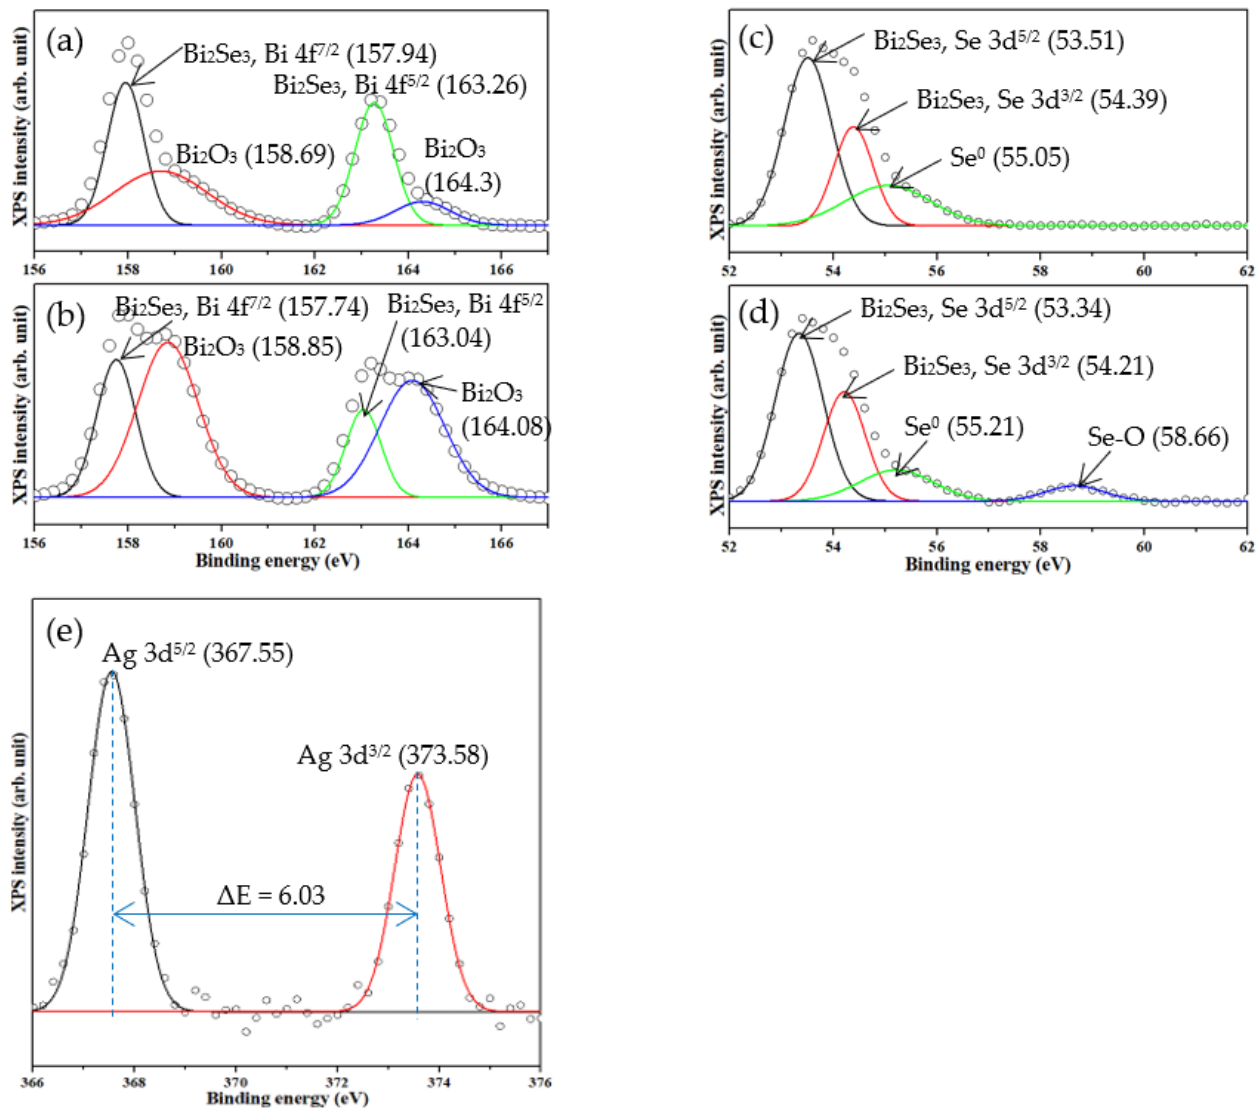 (a)
Bi₂Se₃, Bi 4f⁷/² (157.94)
Bi₂Se₃, Bi 4f⁵/² (163.26)
Bi₂O₃ (158.69)
Bi₂O₃
(164.3)
XPS intensity (arb. unit)
156 158 160 162 164 166
(b)
Bi₂Se₃, Bi 4f⁷/² (157.74)
Bi₂O₃ (158.85)
Bi₂Se₃, Bi 4f⁵/²
(163.04)
Bi₂O₃
(164.08)
XPS intensity (arb. unit)
156 158 160 162 164 166
Binding energy (eV)
(c)
Bi₂Se₃, Se 3d⁵/² (53.51)
Bi₂Se₃, Se 3d³/² (54.39)
Se⁰ (55.05)
XPS intensity (arb. unit)
52 54 56 58 60 62
(d)
Bi₂Se₃, Se 3d⁵/² (53.34)
Bi₂Se₃, Se 3d³/² (54.21)
Se⁰ (55.21)
Se-O (58.66)
XPS intensity (arb. unit)
52 54 56 58 60 62
Binding energy (eV)
(e)
Ag 3d⁵/² (367.55)
Ag 3d³/² (373.58)
ΔE = 6.03
XPS intensity (arb. unit)
366 368 370 372 374 376
Binding energy (eV)